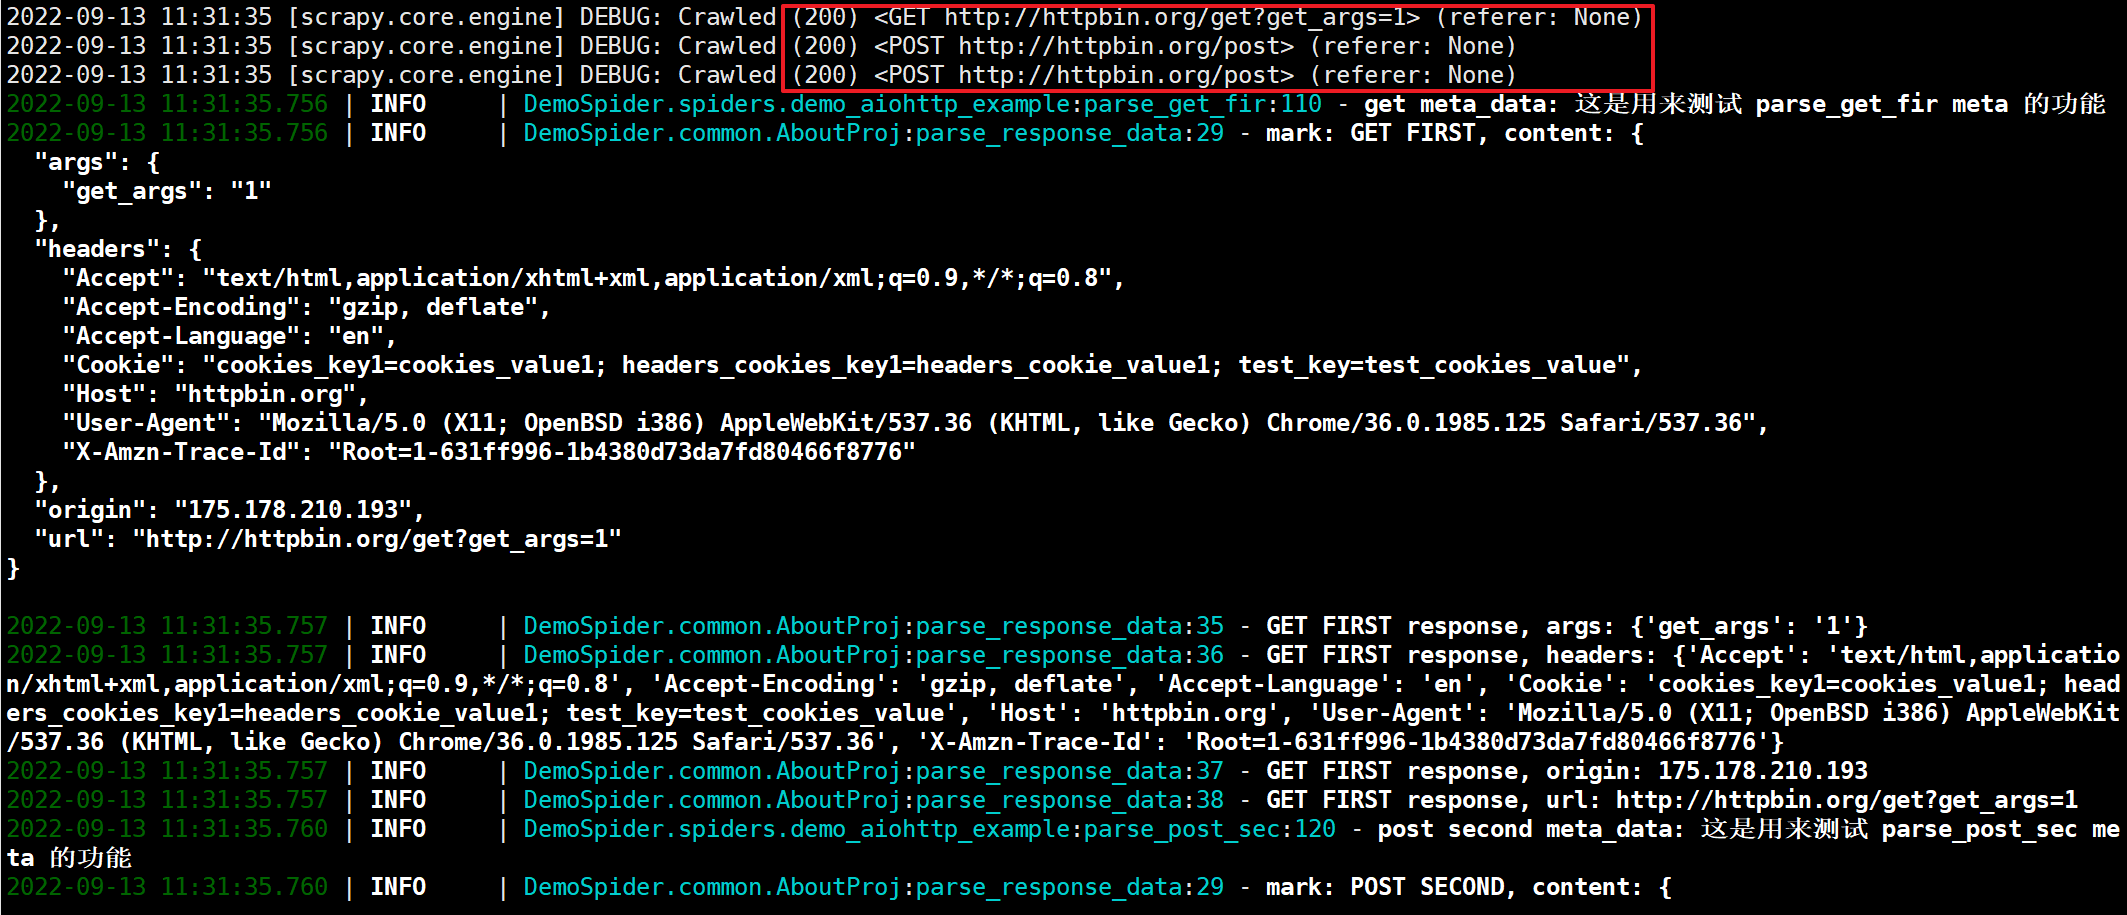 2022-09-13 11:31:35 [scrapy.core.engine] DEBUG: Crawled (200) <GET http://httpbin.org/get?get_args=1> (referer: None)
2022-09-13 11:31:35 [scrapy.core.engine] DEBUG: Crawled (200) <POST http://httpbin.org/post> (referer: None)
2022-09-13 11:31:35 [scrapy.core.engine] DEBUG: Crawled (200) <POST http://httpbin.org/post> (referer: None)
2022-09-13 11:31:35.756 | INFO     | DemoSpider.spiders.demo_aiohttp_example:parse_get_fir:110 - get meta_data: 这是用来测试 parse_get_fir meta 的功能
2022-09-13 11:31:35.756 | INFO     | DemoSpider.common.AboutProj:parse_response_data:29 - mark: GET FIRST, content: {
  "args": {
    "get_args": "1"
  },
  "headers": {
    "Accept": "text/html,application/xhtml+xml,application/xml;q=0.9,*/*;q=0.8",
    "Accept-Encoding": "gzip, deflate",
    "Accept-Language": "en",
    "Cookie": "cookies_key1=cookies_value1; headers_cookies_key1=headers_cookie_value1; test_key=test_cookies_value",
    "Host": "httpbin.org",
    "User-Agent": "Mozilla/5.0 (X11; OpenBSD i386) AppleWebKit/537.36 (KHTML, like Gecko) Chrome/36.0.1985.125 Safari/537.36",
    "X-Amzn-Trace-Id": "Root=1-631ff996-1b4380d73da7fd80466f8776"
  },
  "origin": "175.178.210.193",
  "url": "http://httpbin.org/get?get_args=1"
}
2022-09-13 11:31:35.757 | INFO     | DemoSpider.common.AboutProj:parse_response_data:35 - GET FIRST response, args: {'get_args': '1'}
2022-09-13 11:31:35.757 | INFO     | DemoSpider.common.AboutProj:parse_response_data:36 - GET FIRST response, headers: {'Accept': 'text/html,applicatio
n/xhtml+xml,application/xml;q=0.9,*/*;q=0.8', 'Accept-Encoding': 'gzip, deflate', 'Accept-Language': 'en', 'Cookie': 'cookies_key1=cookies_value1; head
ers_cookies_key1=headers_cookie_value1; test_key=test_cookies_value', 'Host': 'httpbin.org', 'User-Agent': 'Mozilla/5.0 (X11; OpenBSD i386) AppleWebKit
/537.36 (KHTML, like Gecko) Chrome/36.0.1985.125 Safari/537.36', 'X-Amzn-Trace-Id': 'Root=1-631ff996-1b4380d73da7fd80466f8776'}
2022-09-13 11:31:35.757 | INFO     | DemoSpider.common.AboutProj:parse_response_data:37 - GET FIRST response, origin: 175.178.210.193
2022-09-13 11:31:35.757 | INFO     | DemoSpider.common.AboutProj:parse_response_data:38 - GET FIRST response, url: http://httpbin.org/get?get_args=1
2022-09-13 11:31:35.760 | INFO     | DemoSpider.spiders.demo_aiohttp_example:parse_post_sec:120 - post second meta_data: 这是用来测试 parse_post_sec me
ta 的功能
2022-09-13 11:31:35.760 | INFO     | DemoSpider.common.AboutProj:parse_response_data:29 - mark: POST SECOND, content: {